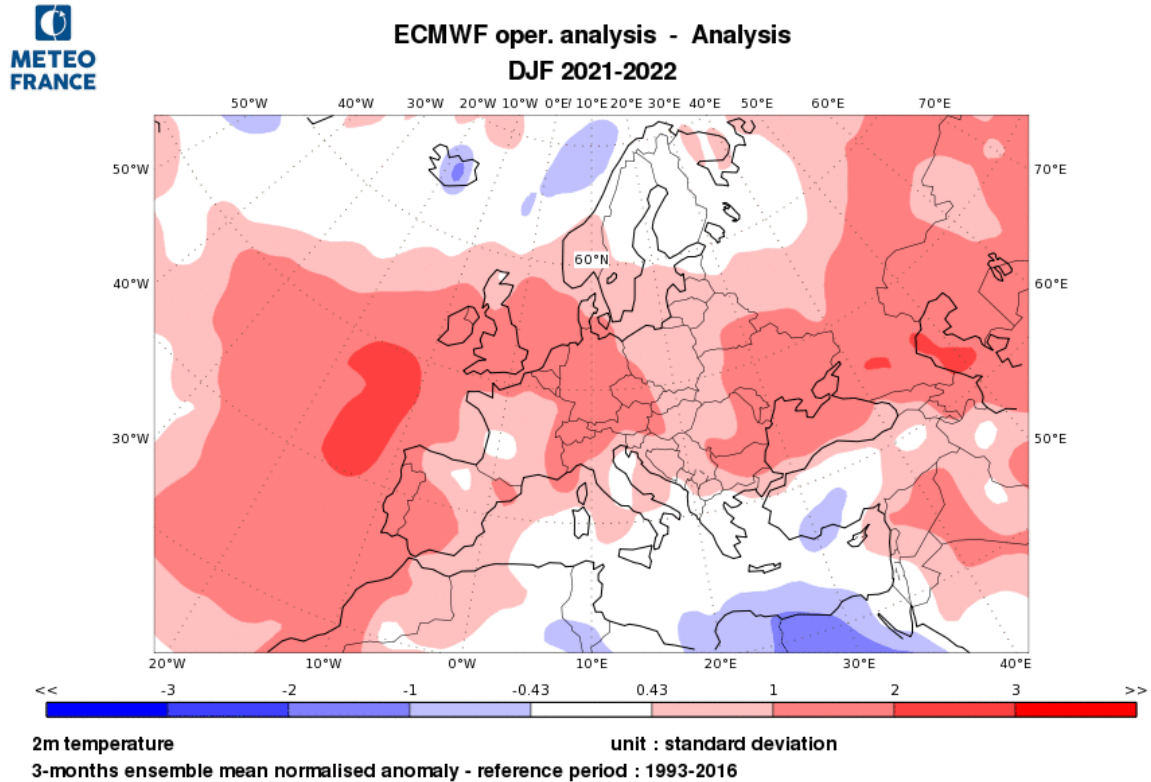 METEO
FRANCE
ECMWF oper. analysis - Analysis
DJF 2021-2022
50°W 40°W 30°W 20°W 10°W 0°E/ 10°E 20°E 30°E 40°E 50°E 60°E 70°E
50°W 70°E
60°N
40°W 60°E
30°W 50°E
20°W 10°W 0°W 10°E 20°E 30°E 40°E
<< -3 -2 -1 -0.43 0.43 1 2 3 >>
2m temperature unit : standard deviation
3-months ensemble mean normalised anomaly - reference period : 1993-2016